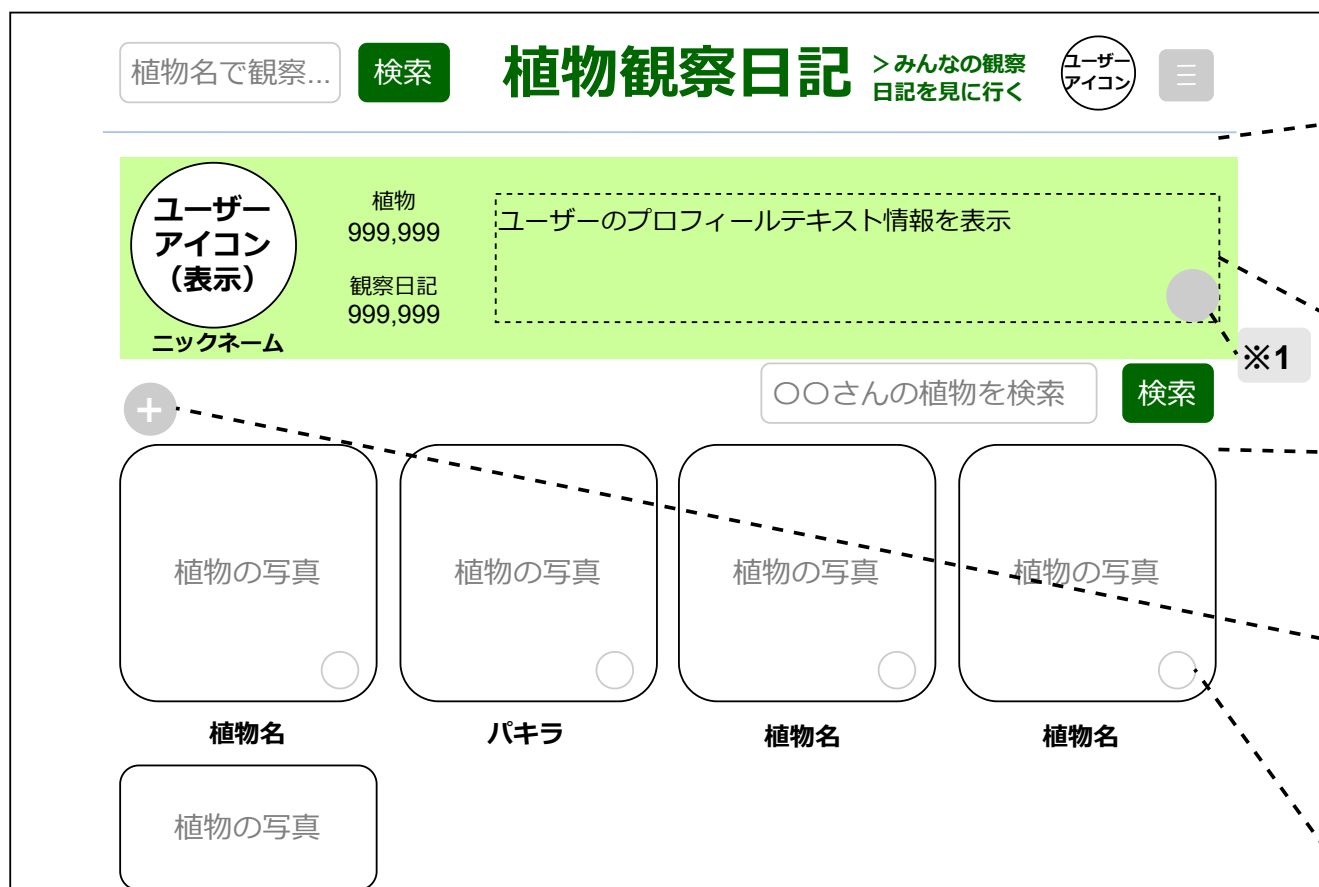 植物名で観察...
検索
植物観察日記
＞みんなの観察
日記を見に行く
ユーザー
アイコン
ユーザー
アイコン
（表示）
ニックネーム
植物
999,999
観察日記
999,999
ユーザーのプロフィールテキスト情報を表示
※1
+
〇〇さんの植物を検索
検索
植物の写真
植物の写真
植物の写真
植物の写真
植物名
パキラ
植物名
植物名
植物の写真